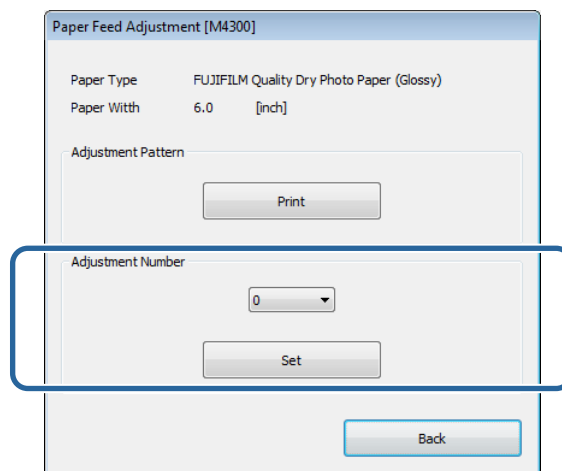 Paper Feed Adjustment [M4300]
Paper Type FUJIFILM Quality Dry Photo Paper (Glossy)
Paper Witth 6.0 [inch]
Adjustment Pattern
Print
Adjustment Number
0
Set
Back